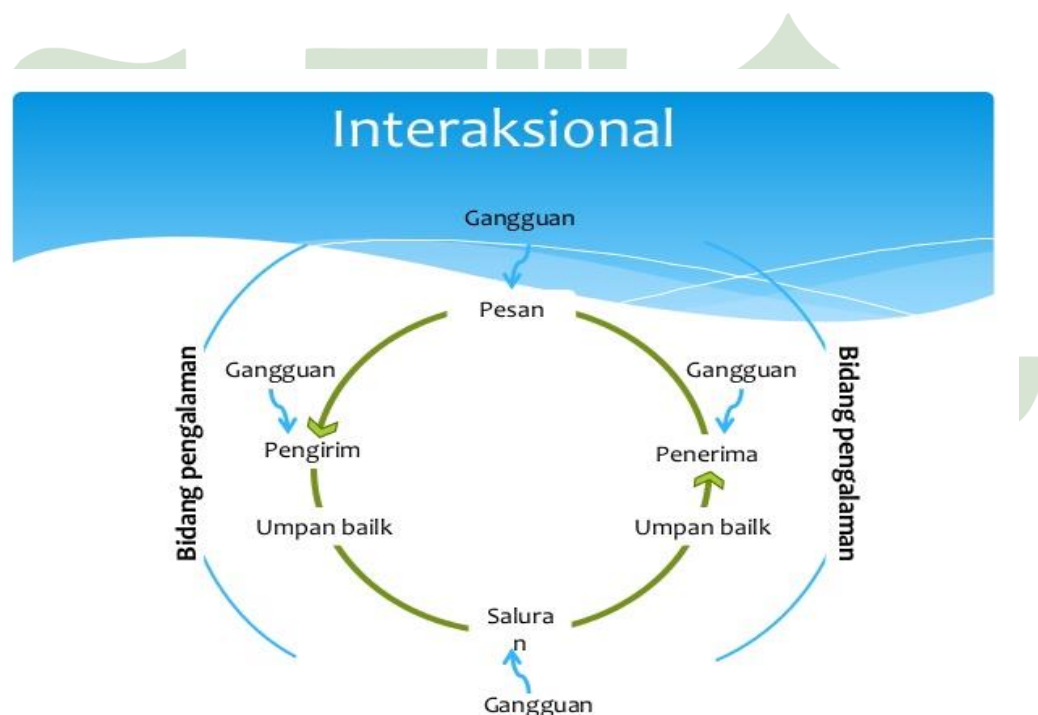 Interaksional
Gangguan
Pesan
Gangguan
Gangguan
Bidang pengalaman
Bidang pengalaman
Pengirim
Penerima
Umpan bailk
Umpan bailk
Salura
n
Gangguan